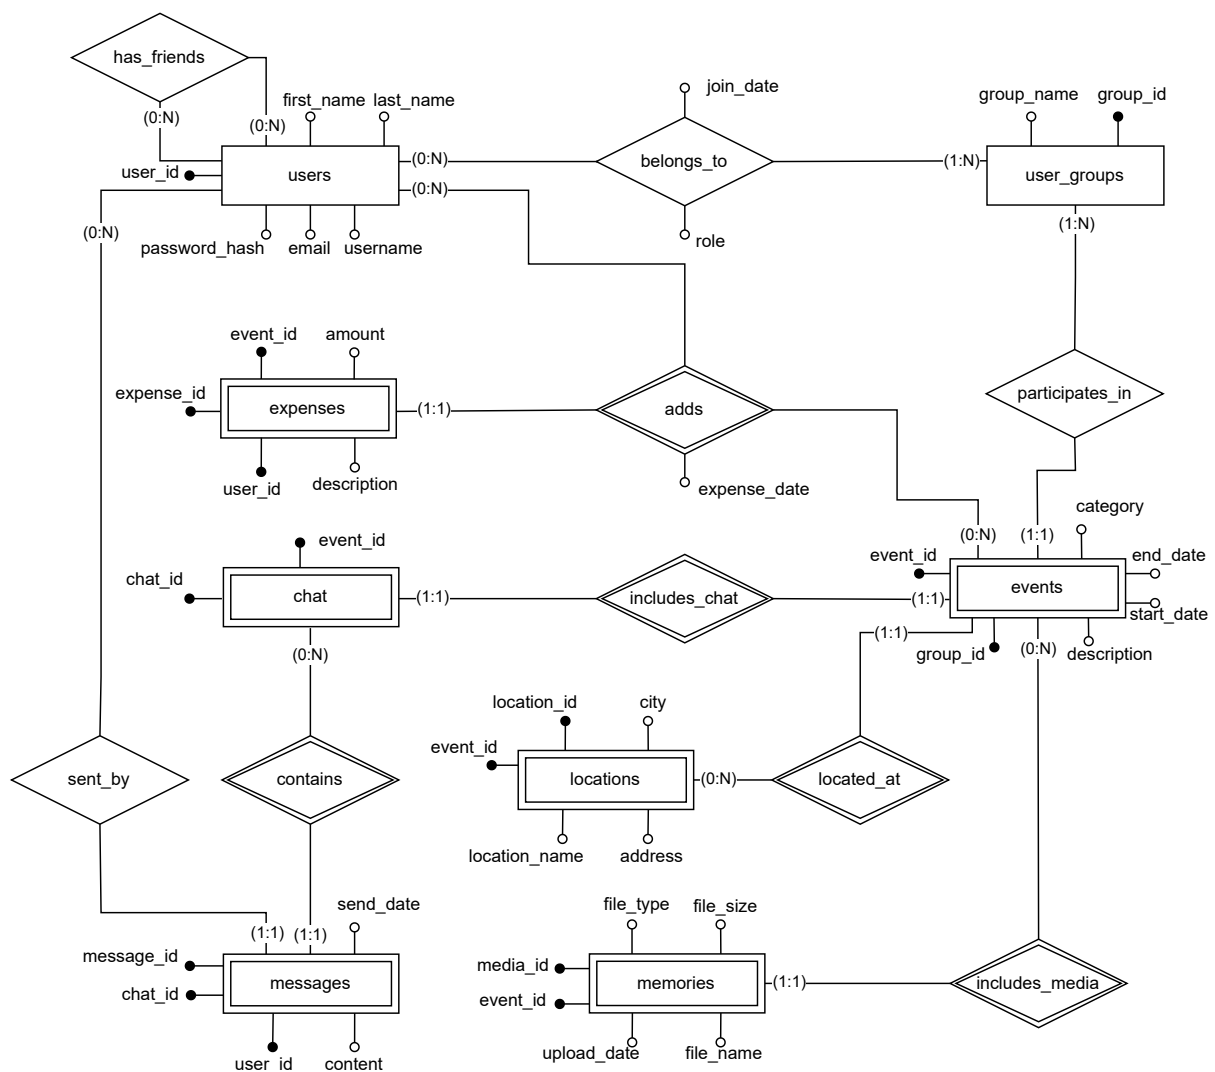 has_friends
(0:N)
(0:N)
first_name
last_name
join_date
group_name
group_id
user_id
users
(0:N)
belongs_to
(1:N)
user_groups
(0:N)
(0:N)
password_hash
email
username
role
(1:N)
event_id
amount
expense_id
expenses
(1:1)
adds
participates_in
user_id
description
expense_date
category
(0:N)
(1:1)
event_id
end_date
event_id
chat_id
chat
(1:1)
includes_chat
(1:1)
events
start_date
(1:1)
group_id
(0:N)
description
(0:N)
location_id
city
event_id
sent_by
contains
locations
(0:N)
located_at
location_name
address
send_date
file_type
file_size
(1:1)
(1:1)
message_id
media_id
messages
memories
(1:1)
includes_media
chat_id
event_id
user_id
content
upload_date
file_name